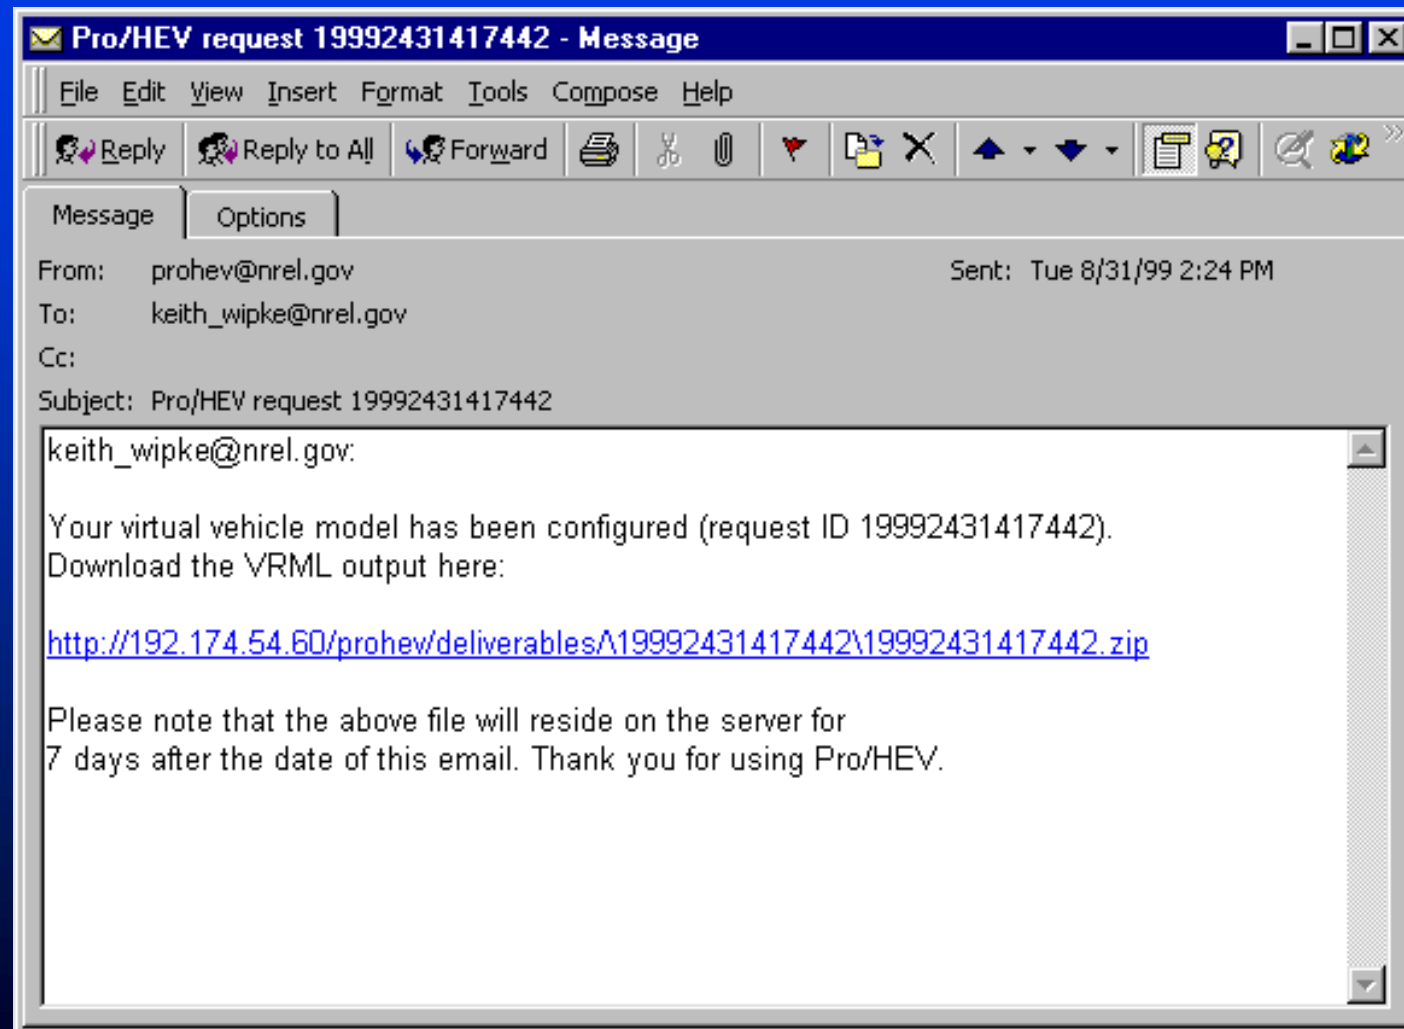 Pro/HEV request 19992431417442 - Message
File Edit View Insert Format Tools Compose Help
Reply Reply to All Forward
Message Options
From: prohev@nrel.gov Sent: Tue 8/31/99 2:24 PM
To: keith_wipke@nrel.gov
Cc:
Subject: Pro/HEV request 19992431417442
keith_wipke@nrel.gov:
Your virtual vehicle model has been configured (request ID 19992431417442).
Download the VRML output here:
http://192.174.54.60/prohev/deliverables/\19992431417442\19992431417442.zip
Please note that the above file will reside on the server for
7 days after the date of this email. Thank you for using Pro/HEV.